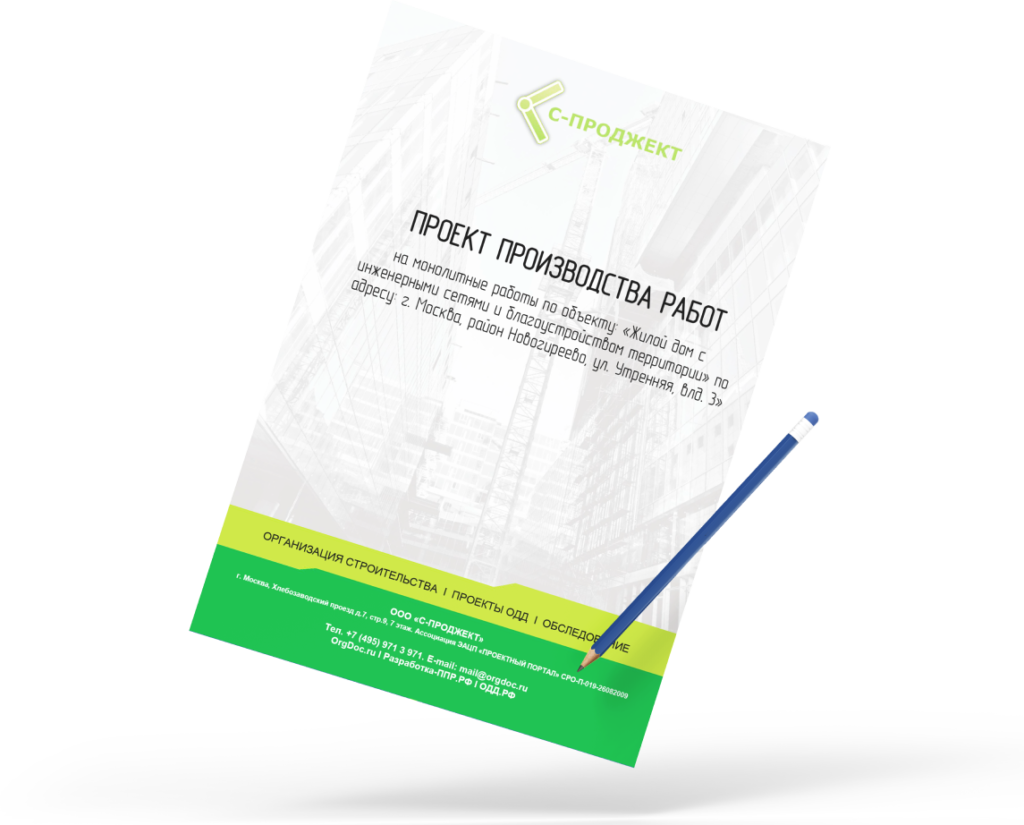 С-ПРОДЖЕКТ
ПРОЕКТ ПРОИЗВОДСТВА РАБОТ
на монолитные работы по объекту: «Жилой дом с
инженерными сетями и благоустройством территории» по
адресу: г. Москва, район Новогиреево, ул. Утренняя, влд. 3»
ОРГАНИЗАЦИЯ СТРОИТЕЛЬСТВА I ПРОЕКТЫ ОДД I ОБСЛЕДОВАНИЕ
ООО «С-ПРОДЖЕКТ»
г. Москва, Хлебозаводский проезд д.7, стр.9, 7 этаж. Ассоциация ЭАЦП «ПРОЕКТНЫЙ ПОРТАЛ» СРО-П-019-26082009
Тел. +7 (495) 971 3 971. E-mail: mail@orgdoc.ru
OrgDoc.ru I Разработка-ППР.РФ I ОДД.РФ